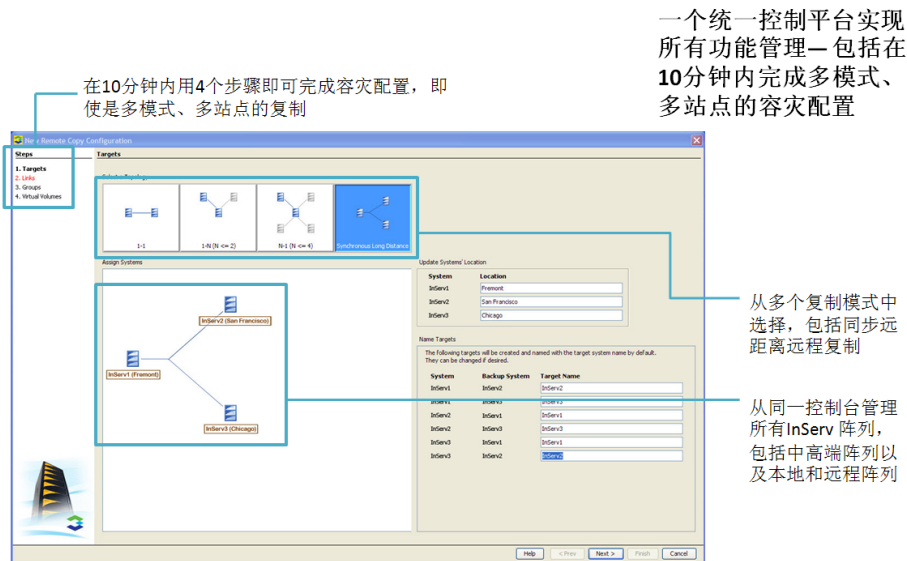 一个统一控制平台实现
所有功能管理—包括在
10分钟内完成多模式、
多站点的容灾配置
在10分钟内用4个步骤即可完成容灾配置，即
使是多模式、多站点的复制
New Remote Copy Configuration
Steps
1. Targets
2. Links
3. Groups
4. Virtual Volumes
Targets
1-1
1-N (N <= 2)
N-1 (N <= 4)
Synchronous Long Distance
Assign Systems
InServ2 (San Francisco)
InServ1 (Fremont)
InServ3 (Chicago)
Update Systems' Location
System Location
InServ1 Fremont
InServ2 San Francisco
InServ3 Chicago
Name Targets
The following targets will be created and named with the target system name by default.
They can be changed if desired.
System Backup System Target Name
InServ1 InServ2 InServ2
InServ1 InServ3 InServ3
InServ2 InServ1 InServ1
InServ2 InServ3 InServ3
InServ3 InServ1 InServ1
InServ3 InServ2 InServ2
从多个复制模式中
选择，包括同步远
距离远程复制
从同一控制台管理
所有InServ 阵列，
包括中高端阵列以
及本地和远程阵列
Help < Prev Next > Finish Cancel